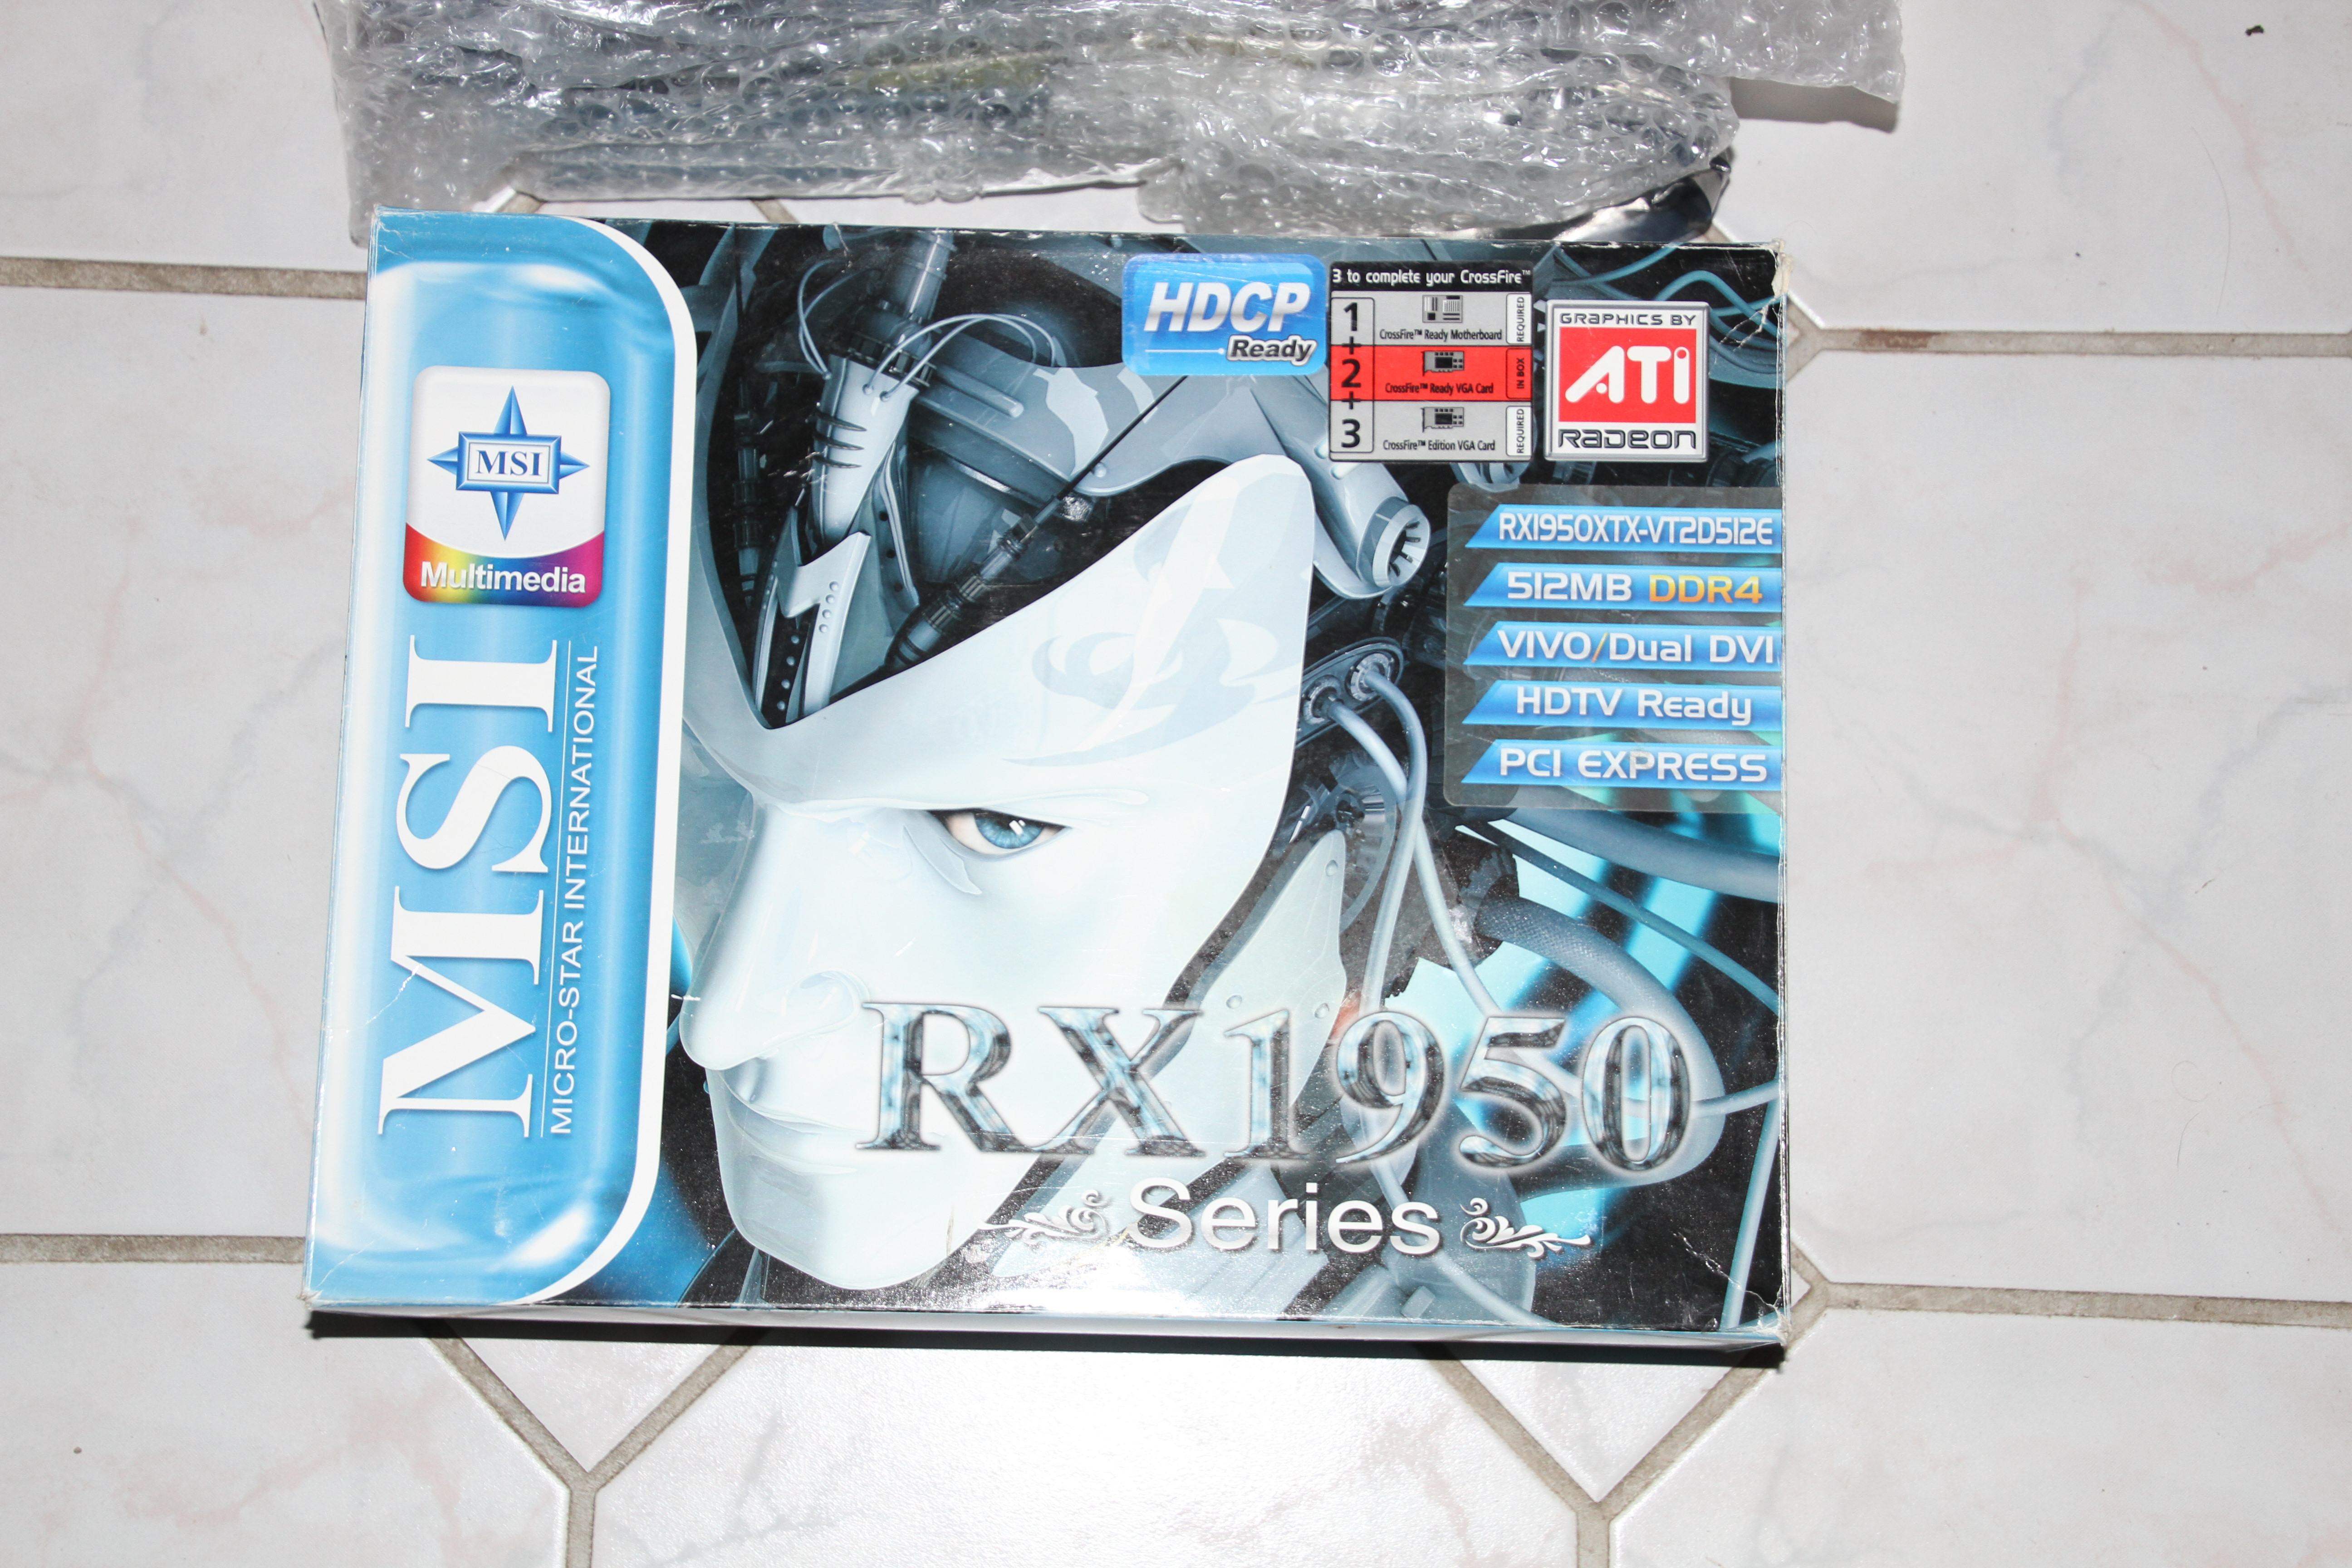 MSI
Multimedia
MSI
MICRO-STAR INTERNATIONAL
HDCP
Ready
3 to complete your CrossFire™
1
CrossFire™ Ready Motherboard
REQUIRED
+
2
CrossFire™ Ready VGA Card
IN BOX
+
3
CrossFire™ Edition VGA Card
REQUIRED
GRAPHICS BY
ATI
RADEON
RX1950XTX-VT2D512E
512MB DDR4
VIVO/Dual DVI
HDTV Ready
PCI EXPRESS
RX1950
Series